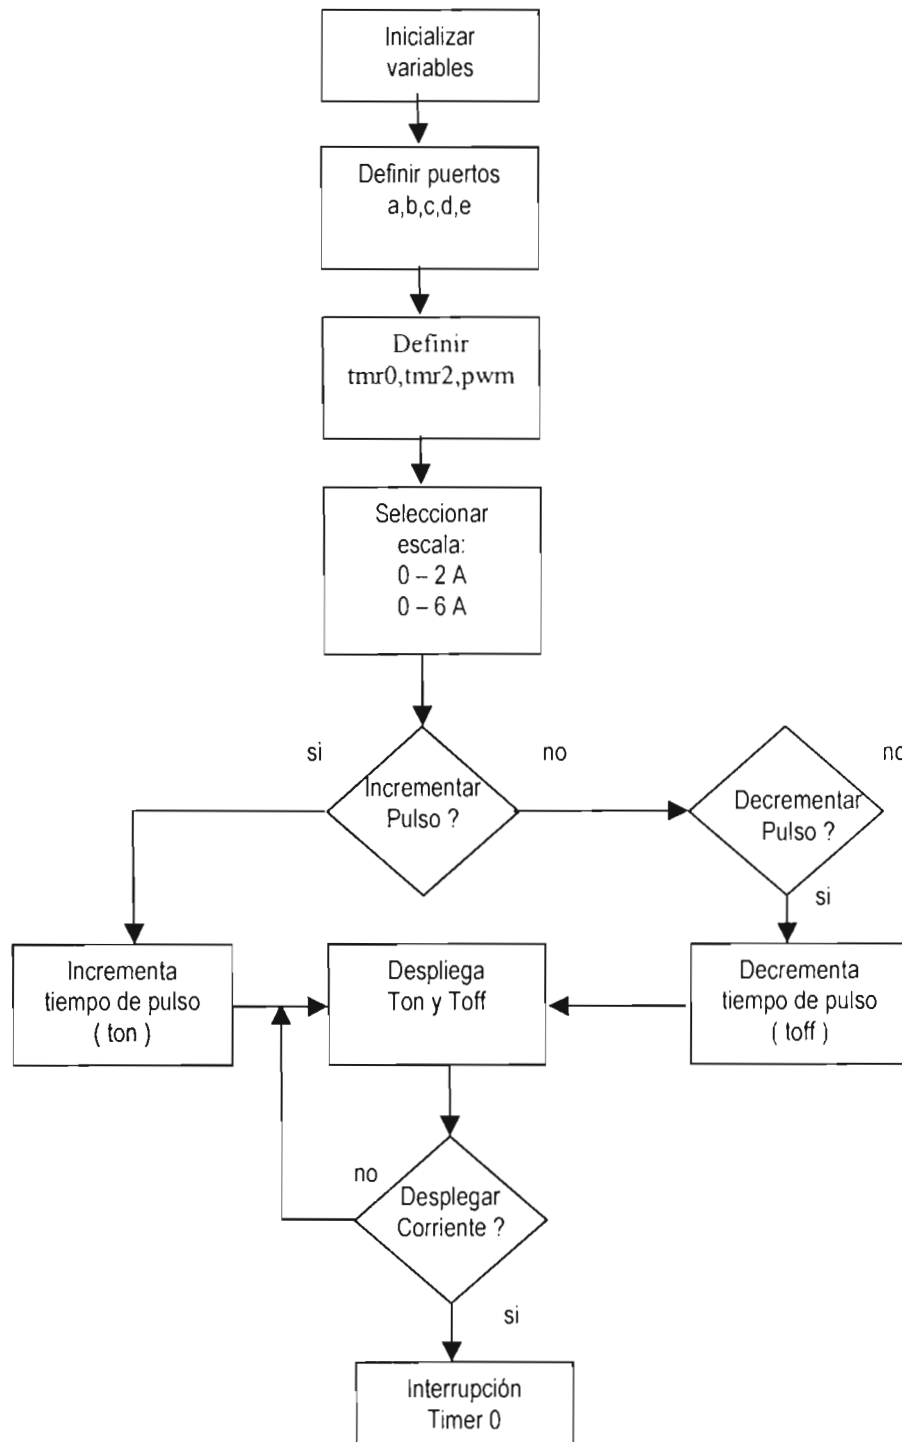 Inicializar
variables
Definir puertos
a,b,c,d,e
Definir
tmr0,tmr2,pwm
Seleccionar
escala:
0 – 2 A
0 – 6 A
si
no
no
Incrementar
Pulso ?
Decrementar
Pulso ?
si
Incrementa
tiempo de pulso
( ton )
Despliega
Ton y Toff
Decrementa
tiempo de pulso
( toff )
no
Desplegar
Corriente ?
si
Interrupción
Timer 0